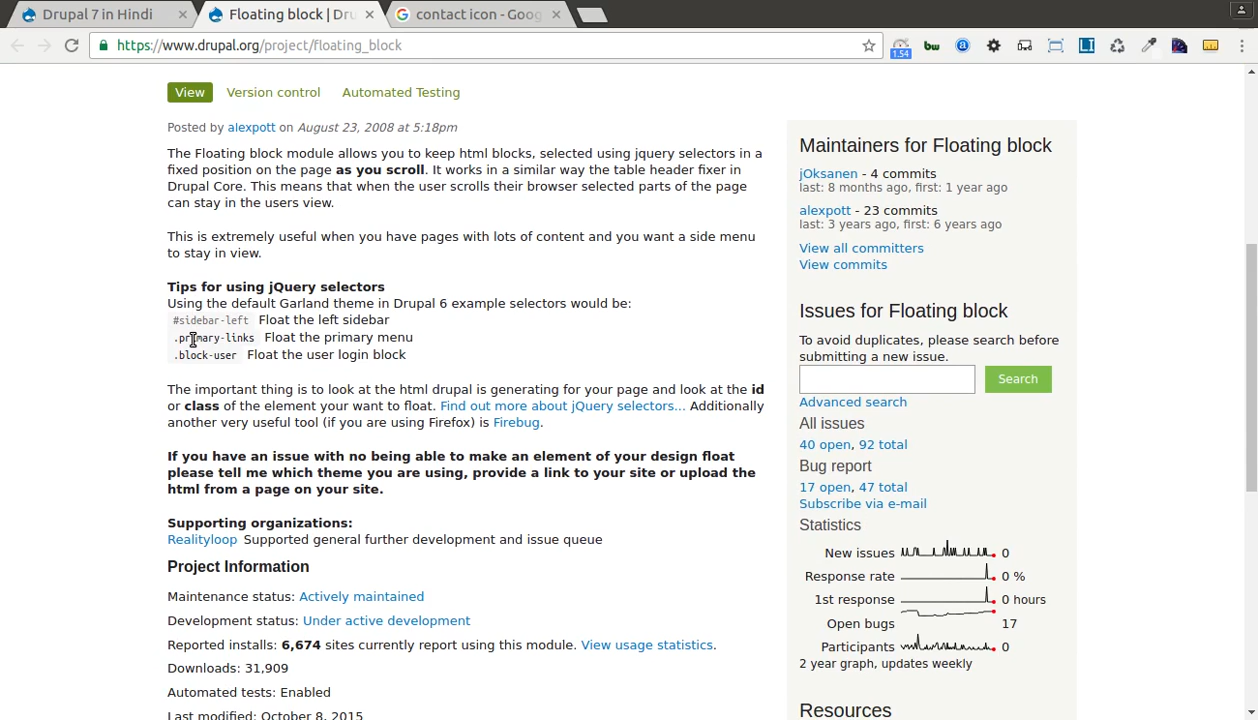 Drupal 7 in Hindi
Floating block | Dru
contact icon - Goog
https://www.drupal.org/project/floating_block
1.54
bw
a
LI
View
Version control
Automated Testing
Posted by alexpott on August 23, 2008 at 5:18pm
The Floating block module allows you to keep html blocks, selected using jquery selectors in a
fixed position on the page as you scroll. It works in a similar way the table header fixer in
Drupal Core. This means that when the user scrolls their browser selected parts of the page
can stay in the users view.
This is extremely useful when you have pages with lots of content and you want a side menu
to stay in view.
Tips for using jQuery selectors
Using the default Garland theme in Drupal 6 example selectors would be:
#sidebar-left Float the left sidebar
.primary-links Float the primary menu
.block-user Float the user login block
The important thing is to look at the html drupal is generating for your page and look at the id
or class of the element your want to float. Find out more about jQuery selectors... Additionally
another very useful tool (if you are using Firefox) is Firebug.
If you have an issue with no being able to make an element of your design float
please tell me which theme you are using, provide a link to your site or upload the
html from a page on your site.
Supporting organizations:
Realityloop Supported general further development and issue queue
Project Information
Maintenance status: Actively maintained
Development status: Under active development
Reported installs: 6,674 sites currently report using this module. View usage statistics.
Downloads: 31,909
Automated tests: Enabled
Last modified: October 8, 2015
Maintainers for Floating block
jOksanen - 4 commits
last: 8 months ago, first: 1 year ago
alexpott - 23 commits
last: 3 years ago, first: 6 years ago
View all committers
View commits
Issues for Floating block
To avoid duplicates, please search before
submitting a new issue.
Search
Advanced search
All issues
40 open, 92 total
Bug report
17 open, 47 total
Subscribe via e-mail
Statistics
New issues 0
Response rate 0 %
1st response 0 hours
Open bugs 17
Participants 0
2 year graph, updates weekly
Resources